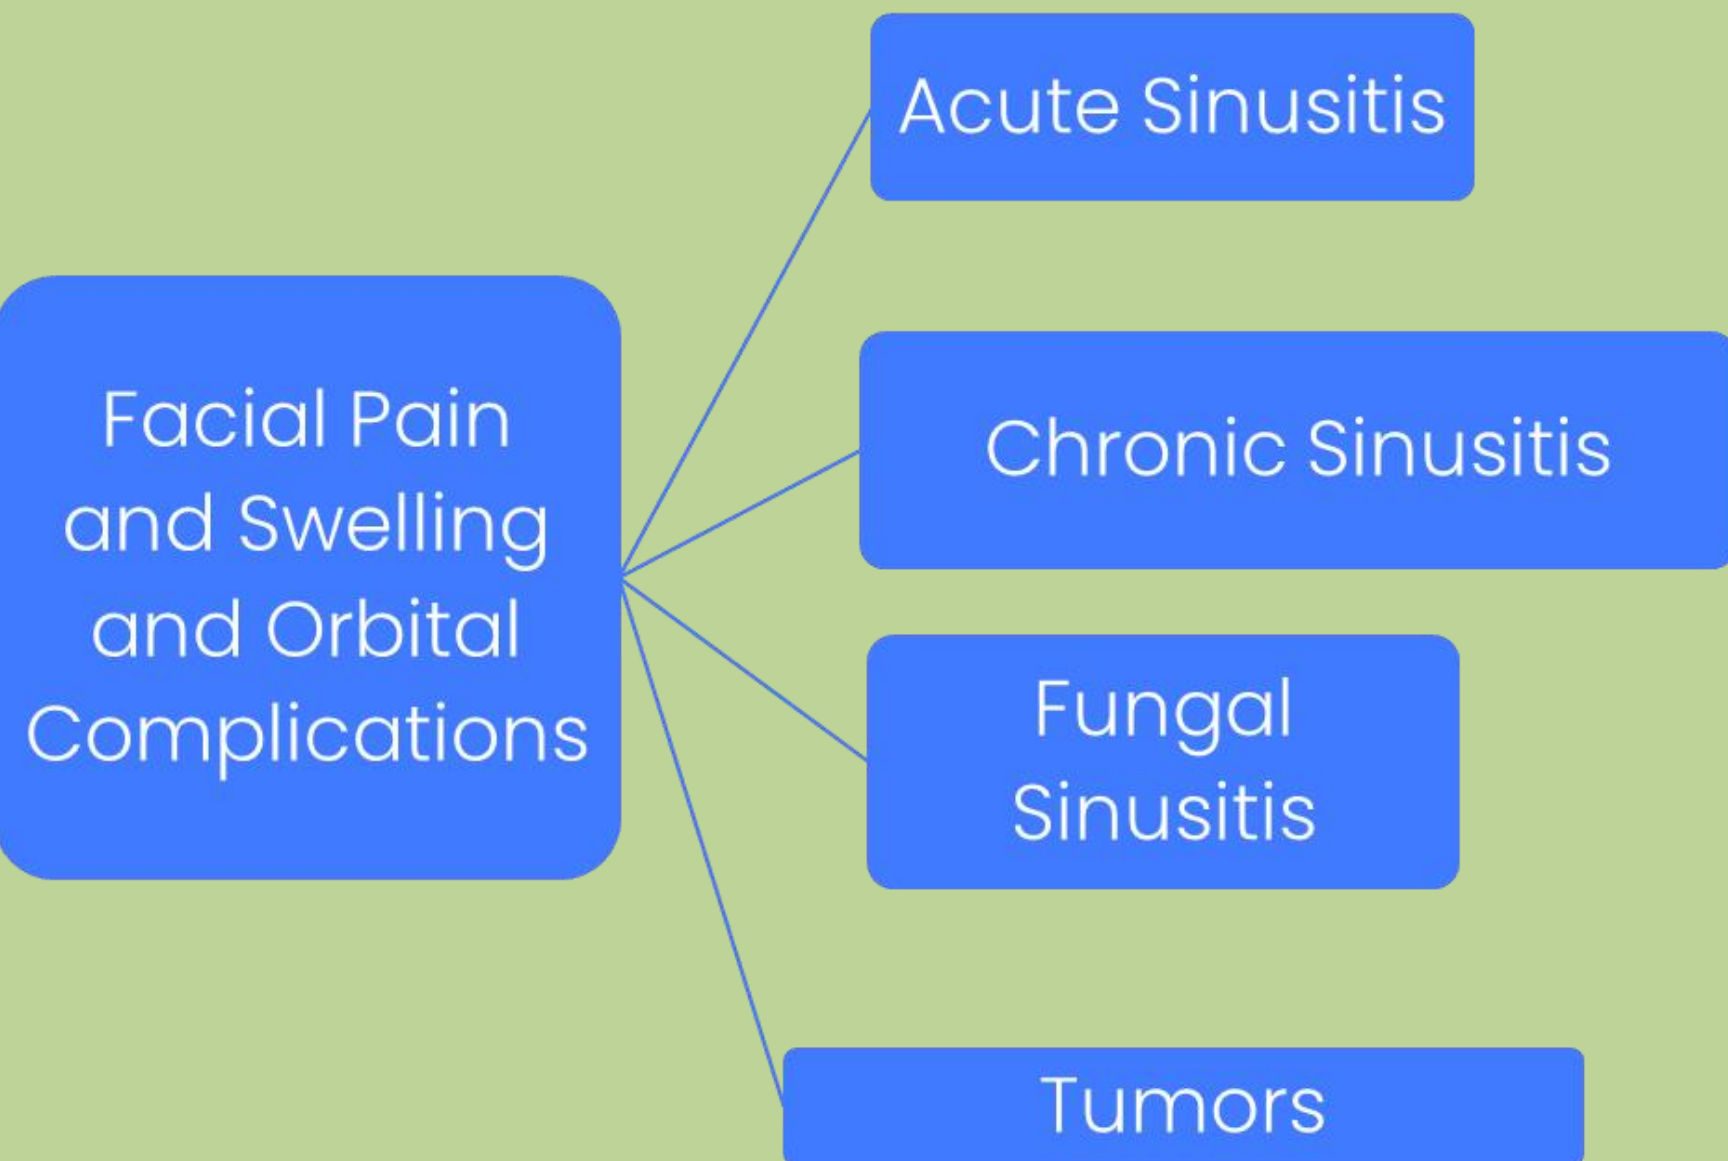 Acute Sinusitis
Facial Pain
and Swelling
and Orbital
Complications
Chronic Sinusitis
Fungal
Sinusitis
Tumors